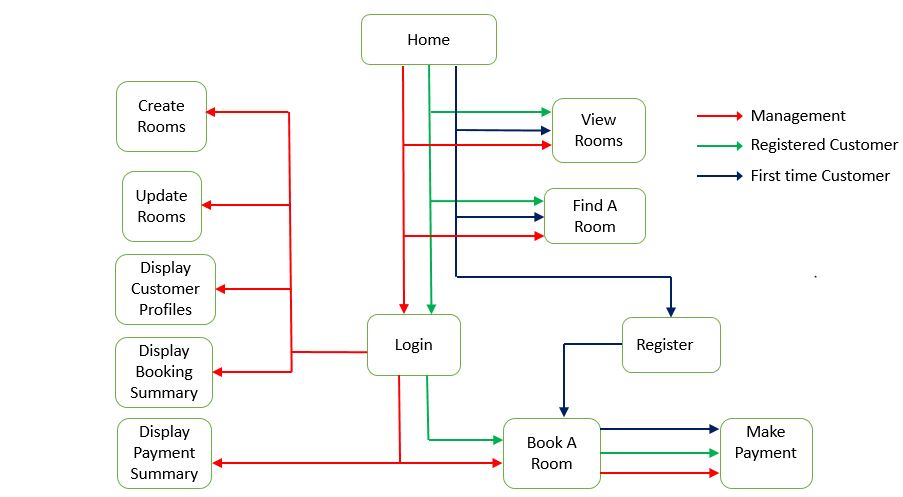 Home
Create
Rooms
View
Rooms
Management
Registered Customer
First time Customer
Update
Rooms
Find A
Room
Display
Customer
Profiles
Login
Register
Display
Booking
Summary
Display
Payment
Summary
Book A
Room
Make
Payment